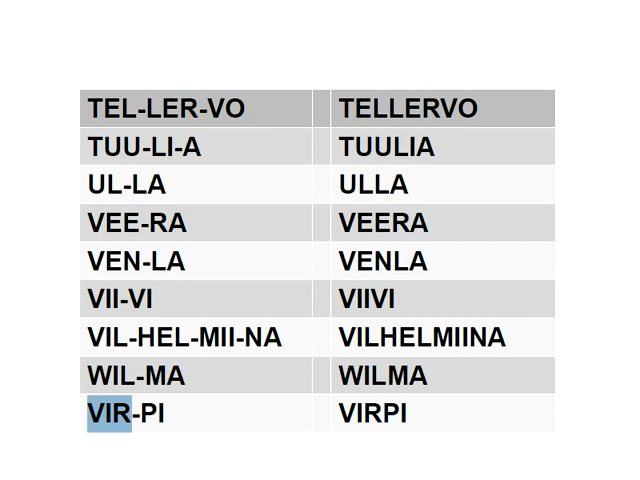 TEL-LER-VO TELLERVO
TUU-LI-A TUULIA
UL-LA ULLA
VEE-RA VEERA
VEN-LA VENLA
VII-VI VIIVI
VIL-HEL-MII-NA VILHELMIINA
WIL-MA WILMA
VIR-PI VIRPI